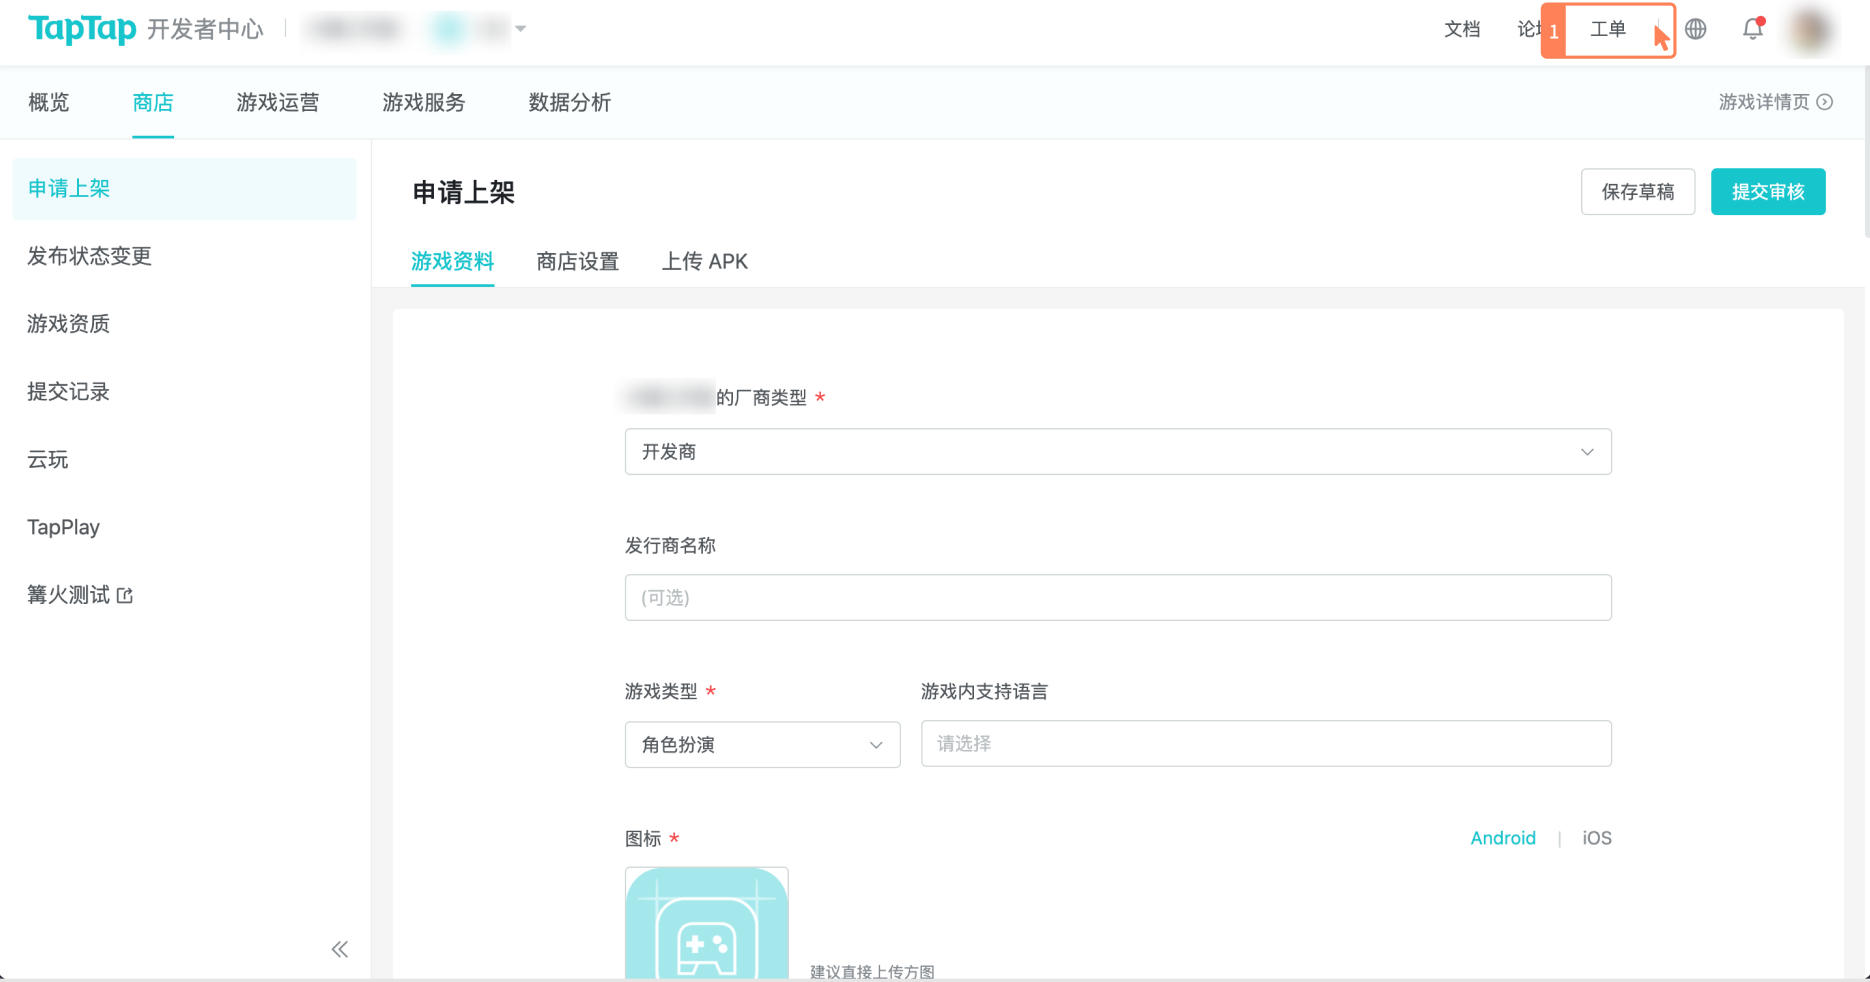 TapTap 开发者中心
文档
1
工单
概览
商店
游戏运营
游戏服务
数据分析
游戏详情页
申请上架
发布状态变更
游戏资质
提交记录
云玩
TapPlay
篝火测试
申请上架
保存草稿
提交审核
游戏资料
商店设置
上传 APK
的厂商类型 *
开发商
发行商名称
(可选)
游戏类型 *
游戏内支持语言
角色扮演
请选择
图标 *
Android | iOS
建议直接上传方图